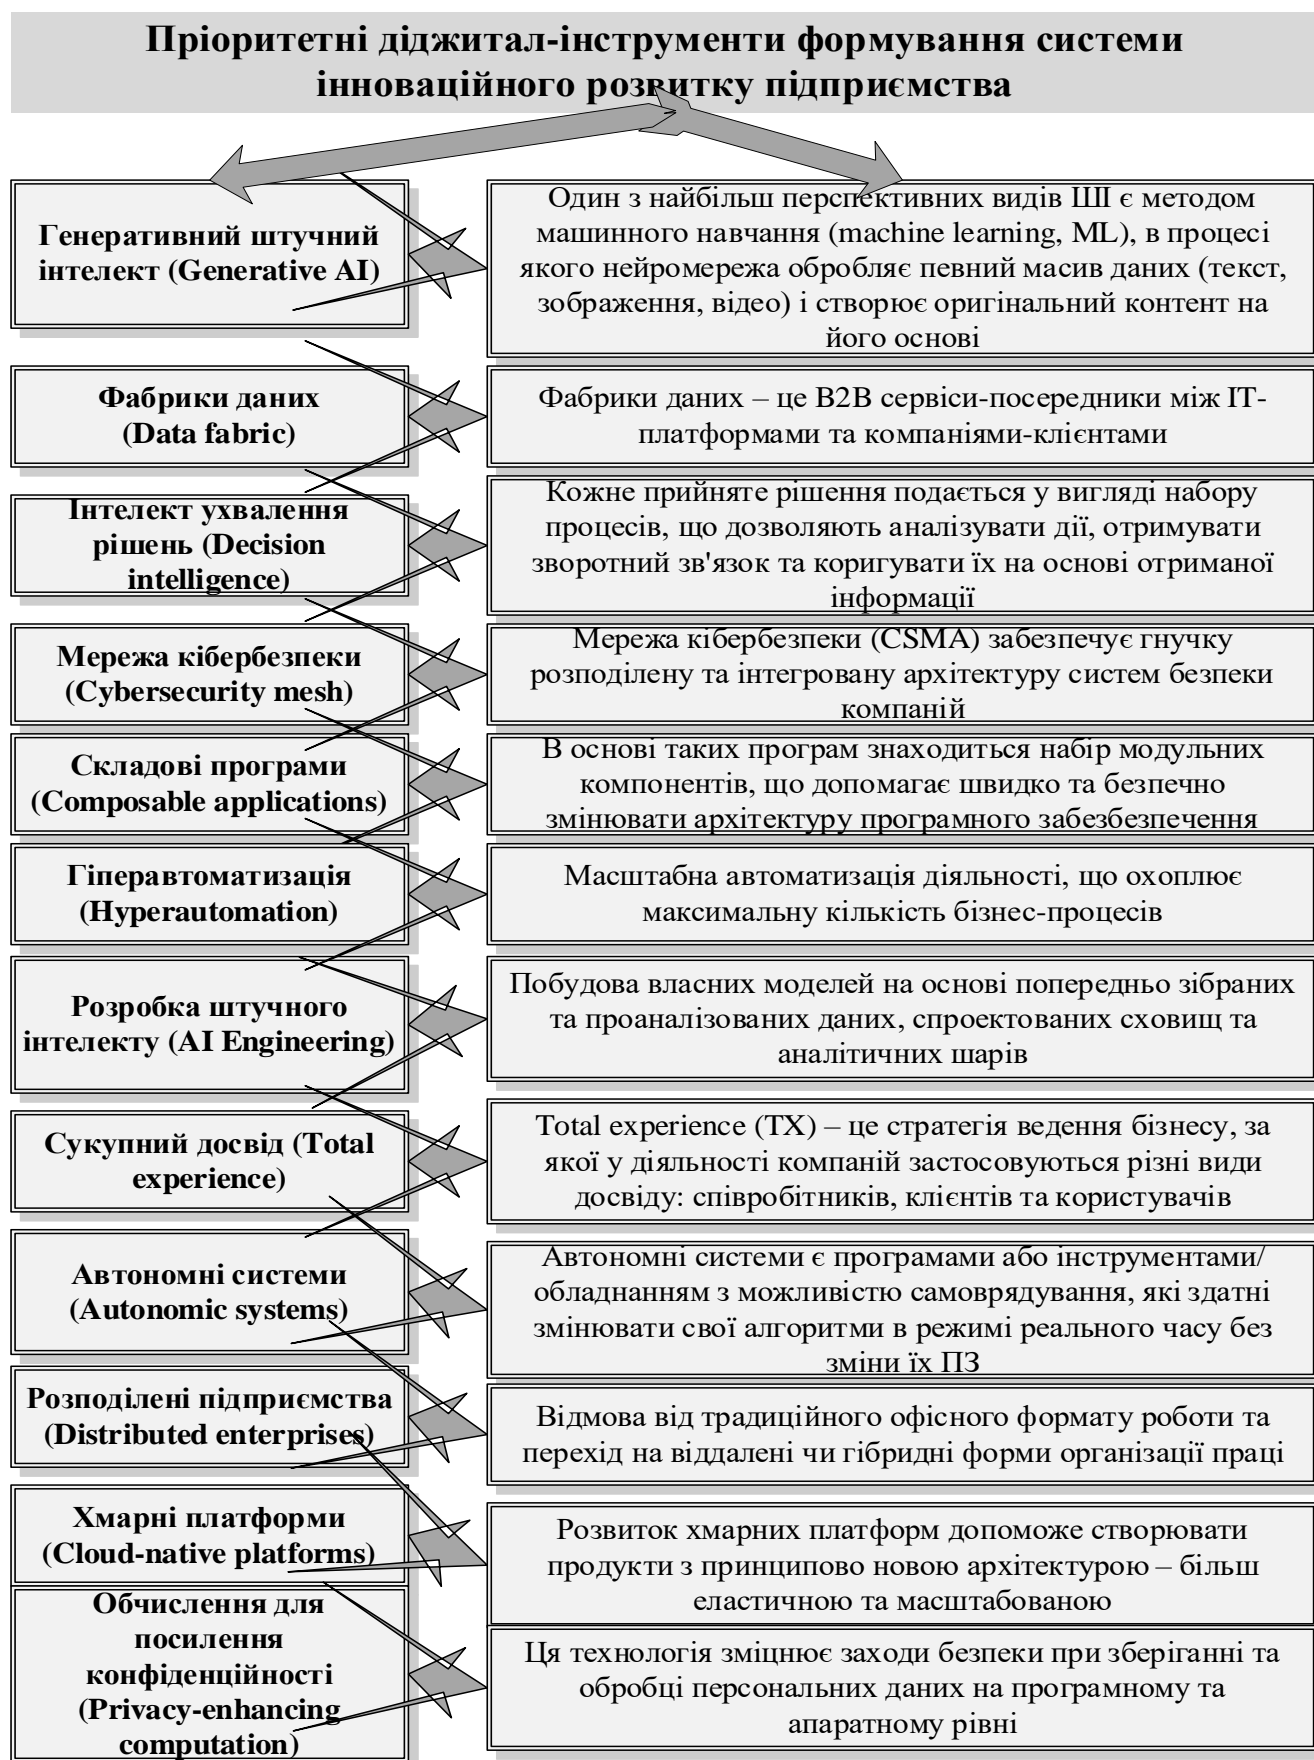 Пріоритетні діджитал-інструменти формування системи
інноваційного розвитку підприємства
Генеративний штучний
інтелект (Generative AI)
Один з найбільш перспективних видів ШІ є методом
машинного навчання (machine learning, ML), в процесі
якого нейромережа обробляє певний масив даних (текст,
зображення, відео) і створює оригінальний контент на
його основі
Фабрики даних
(Data fabric)
Фабрики даних – це B2B сервіси-посередники між IT-
платформами та компаніями-клієнтами
Інтелект ухвалення
рішень (Decision
intelligence)
Кожне прийняте рішення подається у вигляді набору
процесів, що дозволяють аналізувати дії, отримувати
зворотний зв'язок та коригувати їх на основі отриманої
інформації
Мережа кібербезпеки
(Cybersecurity mesh)
Мережа кібербезпеки (CSMA) забезпечує гнучку
розподілену та інтегровану архітектуру систем безпеки
компаній
Складові програми
(Composable applications)
В основі таких програм знаходиться набір модульних
компонентів, що допомагає швидко та безпечно
змінювати архітектуру програмного забезбезпечення
Гіперавтоматизація
(Hyperautomation)
Масштабна автоматизація діяльності, що охоплює
максимальну кількість бізнес-процесів
Розробка штучного
інтелекту (AI Engineering)
Побудова власних моделей на основі попередньо зібраних
та проаналізованих даних, спроектованих сховищ та
аналітичних шарів
Сукупний досвід (Total
experience)
Total experience (TX) – це стратегія ведення бізнесу, за
якої у діяльності компаній застосовуються різні види
досвіду: співробітників, клієнтів та користувачів
Автономні системи
(Autonomic systems)
Автономні системи є програмами або інструментами/
обладнанням з можливістю самоврядування, які здатні
змінювати свої алгоритми в режимі реального часу без
зміни їх ПЗ
Розподілені підприємства
(Distributed enterprises)
Відмова від традиційного офісного формату роботи та
перехід на віддалені чи гібридні форми організації праці
Хмарні платформи
(Cloud-native platforms)
Розвиток хмарних платформ допоможе створювати
продукти з принципово новою архітектурою – більш
еластичною та масштабованою
Обчислення для
посилення
конфіденційності
(Privacy-enhancing
computation)
Ця технологія зміцнює заходи безпеки при зберіганні та
обробці персональних даних на програмному та
апаратному рівні